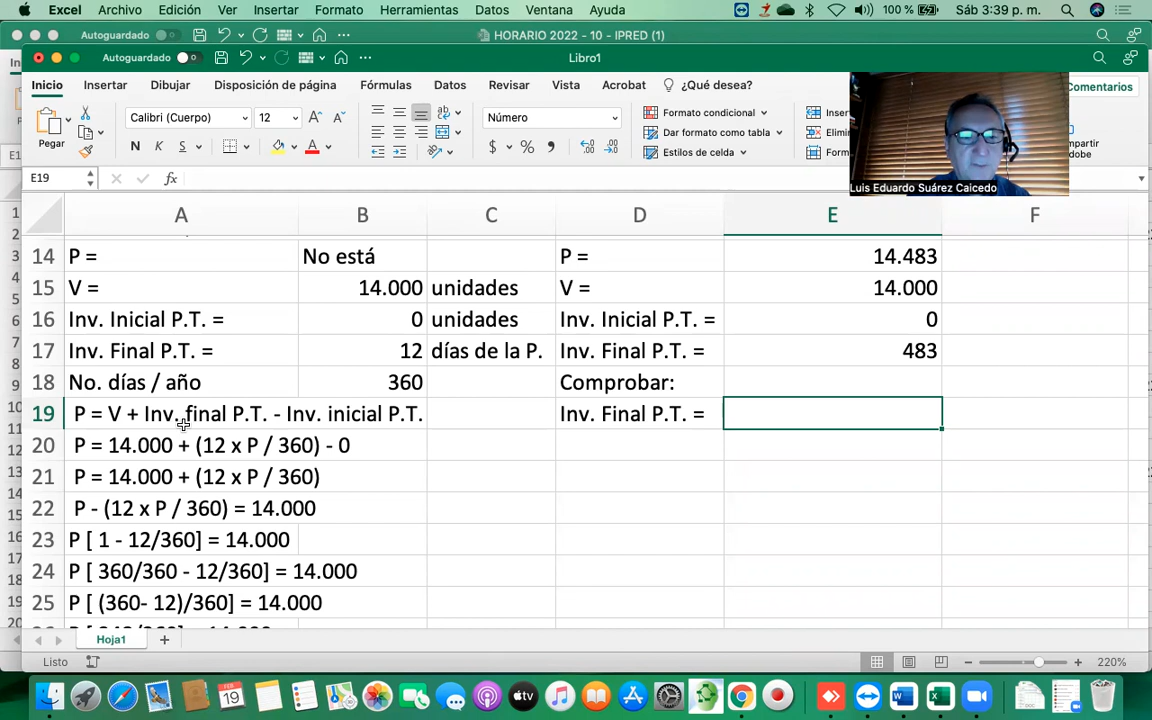 Excel Archivo Edición Ver Insertar Formato Herramientas Datos Ventana Ayuda 100 % Sáb 3:39 p. m.
Autoguardado HORARIO 2022 - 10 - IPRED (1)
Autoguardado Libro1
Inicio Insertar Dibujar Disposición de página Fórmulas Datos Revisar Vista Acrobat ¿Qué desea? Comentarios
Pegar Calibri (Cuerpo) 12 Número Formato condicional
Dar formato como tabla
Estilos de celda
Luis Eduardo Suárez Caicedo
E19 fx
A B C D E F
14 P = No está P = 14.483
15 V = 14.000 unidades V = 14.000
16 Inv. Inicial P.T. = 0 unidades Inv. Inicial P.T. = 0
17 Inv. Final P.T. = 12 días de la P. Inv. Final P.T. = 483
18 No. días / año 360 Comprobar:
19 P = V + Inv. final P.T. - Inv. inicial P.T. Inv. Final P.T. =
20 P = 14.000 + (12 x P / 360) - 0
21 P = 14.000 + (12 x P / 360)
22 P - (12 x P / 360) = 14.000
23 P [ 1 - 12/360] = 14.000
24 P [ 360/360 - 12/360] = 14.000
25 P [ (360- 12)/360] = 14.000
Hoja1
Listo 220%
FEB
19
tv